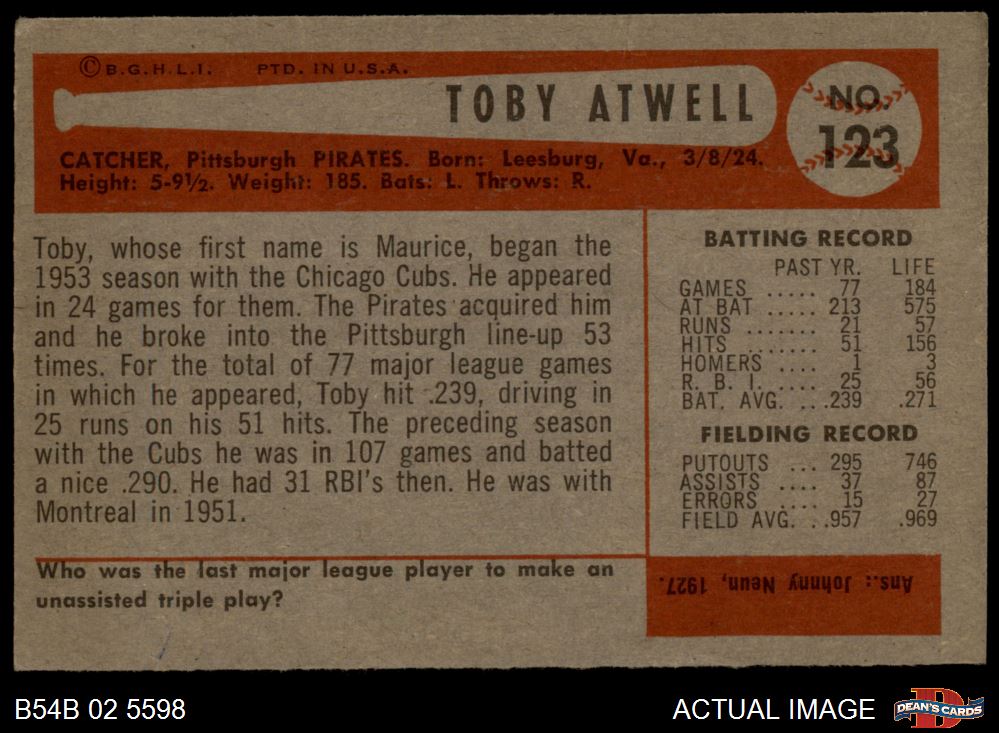 © B.G.H.L.I. PTD. IN U.S.A.
TOBY ATWELL
NO.
123
CATCHER, Pittsburgh PIRATES. Born: Leesburg, Va., 3/8/24.
Height: 5-9½. Weight: 185. Bats: L. Throws: R.
Toby, whose first name is Maurice, began the
1953 season with the Chicago Cubs. He appeared
in 24 games for them. The Pirates acquired him
and he broke into the Pittsburgh line-up 53
times. For the total of 77 major league games
in which he appeared, Toby hit .239, driving in
25 runs on his 51 hits. The preceding season
with the Cubs he was in 107 games and batted
a nice .290. He had 31 RBI's then. He was with
Montreal in 1951.
BATTING RECORD
PAST YR. LIFE
GAMES ..... 77 184
AT BAT ..... 213 575
RUNS ....... 21 57
HITS ........ 51 156
HOMERS .... 1 3
R. B. I. .... 25 56
BAT. AVG. ...239 .271
FIELDING RECORD
PUTOUTS ... 295 746
ASSISTS .... 37 87
ERRORS .... 15 27
FIELD AVG. ..957 .969
Who was the last major league player to make an
unassisted triple play?
Ans.: Johnny Neun, 1927.
B54B 02 5598
ACTUAL IMAGE
DEAN'S CARDS